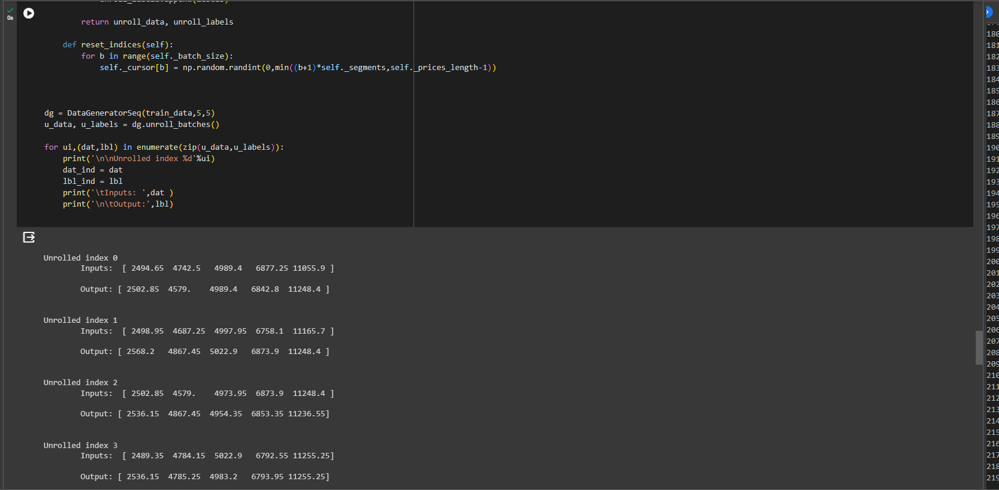 0s
return unroll_data, unroll_labels
def reset_indices(self):
for b in range(self._batch_size):
self._cursor[b] = np.random.randint(0,min((b+1)*self._segments,self._prices_length-1))
dg = DataGeneratorSeq(train_data,5,5)
u_data, u_labels = dg.unroll_batches()
for ui,(dat,lbl) in enumerate(zip(u_data,u_labels)):
print('\n\nUnrolled index %d'%ui)
dat_ind = dat
lbl_ind = lbl
print('\tInputs: ',dat )
print('\n\tOutput:',lbl)
Unrolled index 0
Inputs:  [ 2494.65  4742.5   4989.4   6877.25 11055.9 ]
Output: [ 2502.85  4579.    4989.4   6842.8  11248.4 ]
Unrolled index 1
Inputs:  [ 2498.95  4687.25  4997.95  6758.1  11165.7 ]
Output: [ 2568.2   4867.45  5022.9   6873.9  11248.4 ]
Unrolled index 2
Inputs:  [ 2502.85  4579.    4973.95  6873.9  11248.4 ]
Output: [ 2536.15  4867.45  4954.35  6853.35 11236.55]
Unrolled index 3
Inputs:  [ 2489.35  4784.15  5022.9   6792.55 11255.25]
Output: [ 2536.15  4785.25  4983.2   6793.95 11255.25]
180
181
182
183
184
185
186
187
188
189
190
191
192
193
194
195
196
197
198
199
200
201
202
203
204
205
206
207
208
209
210
211
212
213
214
215
216
217
218
219